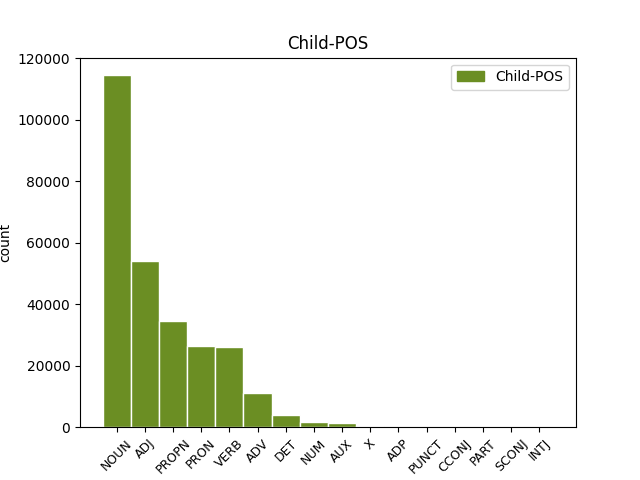 Child-POS
Child-POS
120000
100000
80000
60000
40000
20000
0
count
NOUN
ADJ
PROPN
PRON
VERB
ADV
DET
NUM
AUX
X
ADP
PUNCT
CCONJ
PART
SCONJ
INTJ